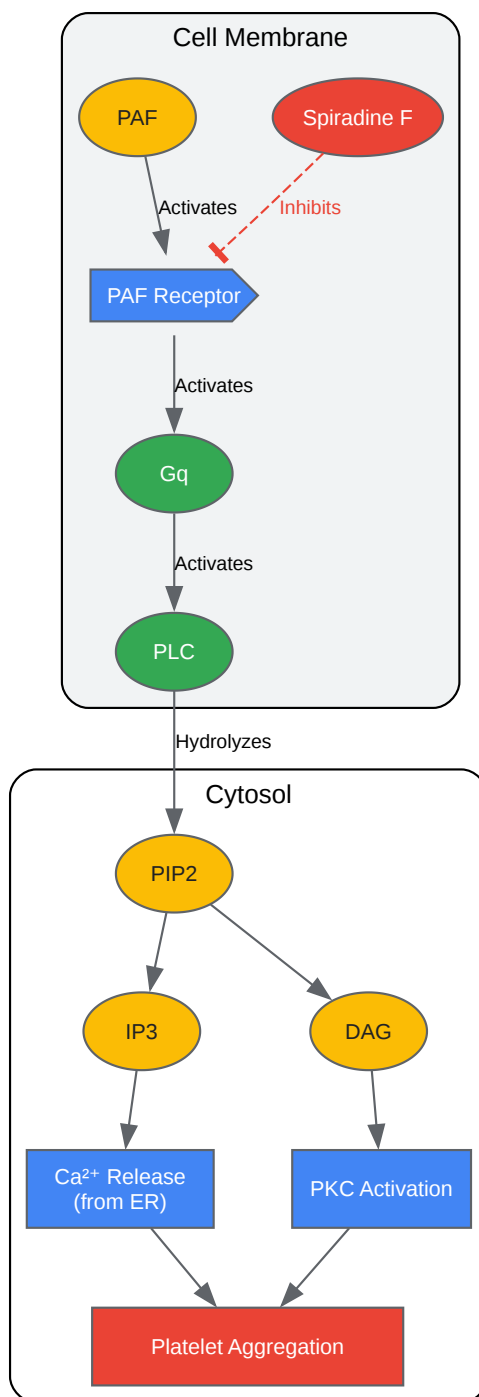 Cell Membrane
PAF
Spiradine F
Activates
Inhibits
PAF Receptor
Activates
Gq
Activates
PLC
Hydrolyzes
Cytosol
PIP2
IP3
DAG
Ca²⁺ Release
(from ER)
PKC Activation
Platelet Aggregation